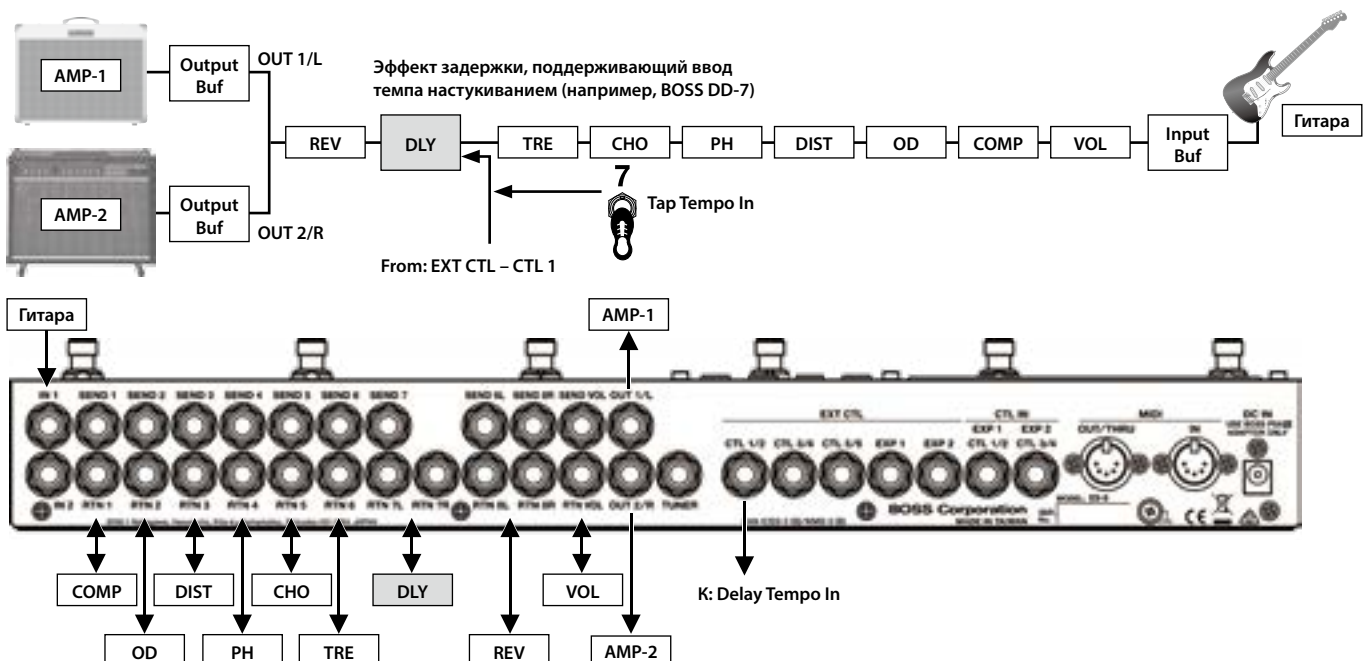 AMP-1
Output
Buf
OUT 1/L
Эффект задержки, поддерживающий ввод
темпа настукиванием (например, BOSS DD-7)
Гитара
REV
DLY
TRE
CHO
PH
DIST
OD
COMP
VOL
Input
Buf
AMP-2
Output
Buf
OUT 2/R
7
Tap Tempo In
From: EXT CTL – CTL 1
Гитара
AMP-1
IN 1 SEND 1 SEND 2 SEND 3 SEND 4 SEND 5 SEND 6 SEND 7 SEND 8L SEND 8R SEND VOL OUT 1/L
EXT CTL
CTL IN
MIDI
DC IN
EXP 1 EXP 2
OUT/THRU IN
CTL 1/2 CTL 3/4 CTL 5/6 EXP 1 EXP 2 CTL 1/2 CTL 3/4
IN 2 RTN 1 RTN 2 RTN 3 RTN 4 RTN 5 RTN 6 RTN 7L RTN 7R RTN 8L RTN 8R RTN VOL OUT 2/R TUNER
BOSS Corporation
MADE IN TAIWAN
MODEL ES-8
COMP
DIST
CHO
DLY
VOL
K: Delay Tempo In
OD
PH
TRE
REV
AMP-2